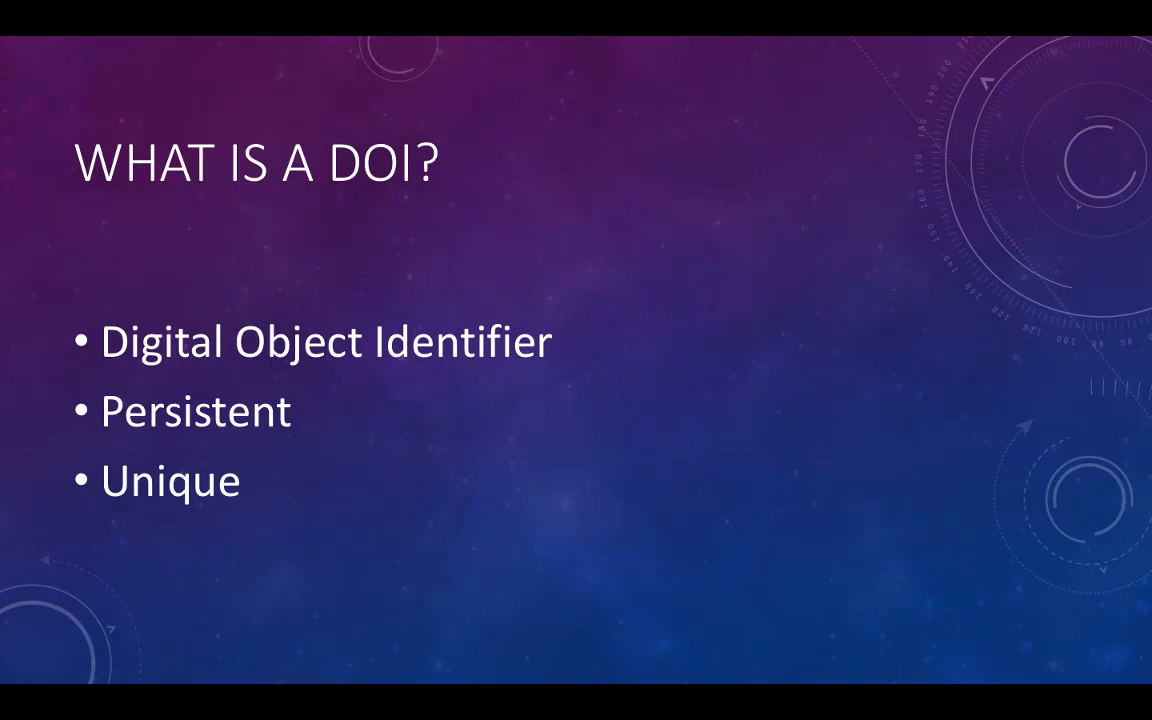 WHAT IS A DOI?
• Digital Object Identifier
• Persistent
• Unique